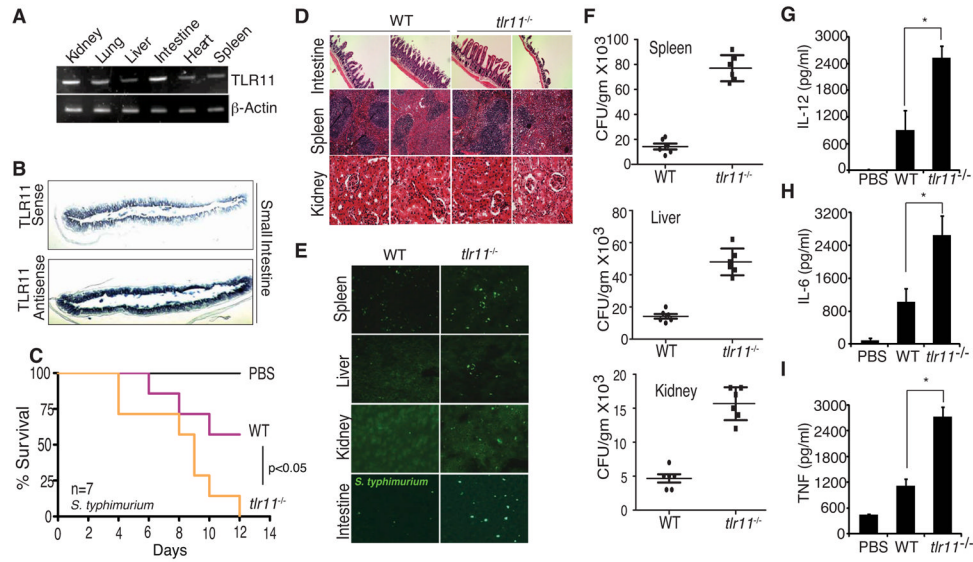 A
Kidney
Lung
Liver
Intestine
Heart
Spleen
TLR11
β-Actin
B
TLR11
Sense
TLR11
Antisense
Small Intestine
C
% Survival
100
75
50
25
0
PBS
WT
p<0.05
tlr11-/-
n=7
S. typhimurium
0 2 4 6 8 10 12 14
Days
D
WT
tlr11-/-
Intestine
Spleen
Kidney
E
WT
tlr11-/-
Spleen
Liver
Kidney
Intestine
S. typhimurium
F
Spleen
CFU/gm X103
100
80
60
40
20
0
WT
tlr11-/-
Liver
CFU/gm X103
80
60
40
20
0
WT
tlr11-/-
Kidney
CFU/gm X103
20
15
10
5
0
WT
tlr11-/-
G
*
IL-12 (pg/ml)
3000
2400
1800
1200
600
0
PBS WT tlr11-/-
H
*
IL-6 (pg/ml)
3200
2400
1600
800
0
PBS WT tlr11-/-
I
*
TNF (pg/ml)
3000
2400
1800
1200
600
0
PBS WT tlr11-/-